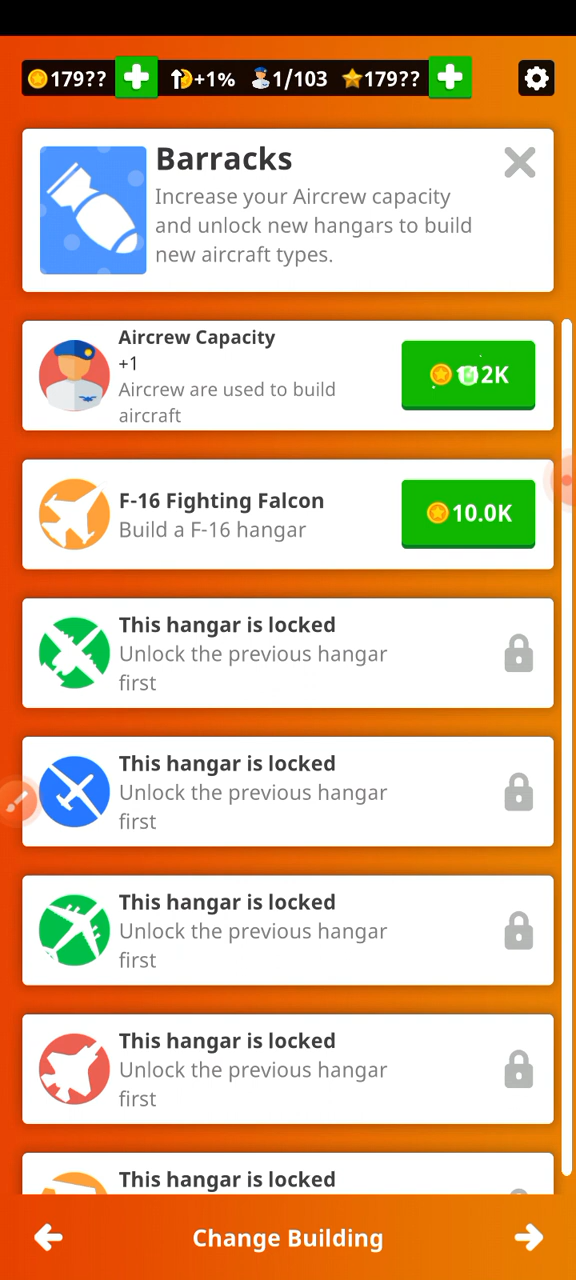 179?? +1% 1/103 179??
Barracks
Increase your Aircrew capacity
and unlock new hangars to build
new aircraft types.
Aircrew Capacity
+1
Aircrew are used to build
aircraft
F-16 Fighting Falcon
Build a F-16 hangar
10.0K
This hangar is locked
Unlock the previous hangar
first
This hangar is locked
Unlock the previous hangar
first
This hangar is locked
Unlock the previous hangar
first
This hangar is locked
Unlock the previous hangar
first
This hangar is locked
Change Building